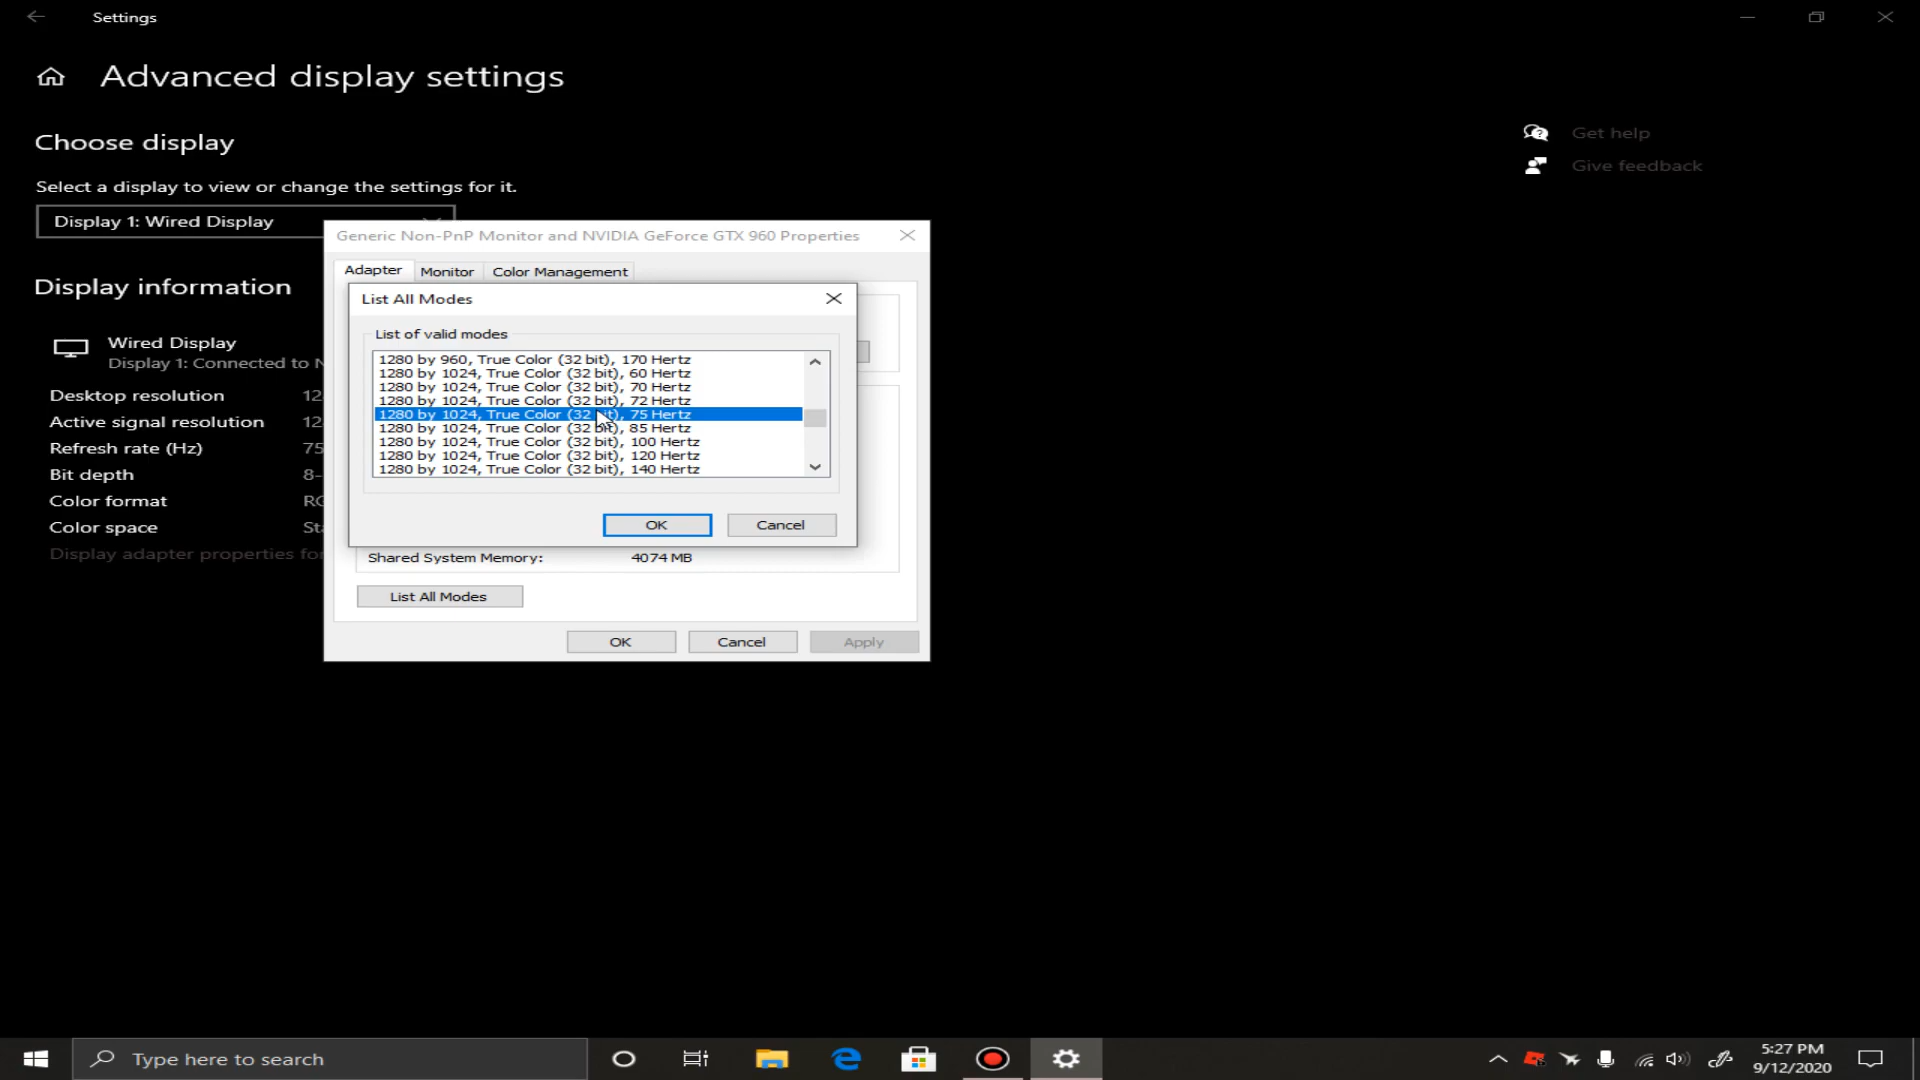 Settings
Advanced display settings
Choose display
Select a display to view or change the settings for it.
Display 1: Wired Display
Display information
Wired Display
Display 1: Connected to
Desktop resolution
Active signal resolution
Refresh rate (Hz) 75
Bit depth
Color format
Color space
Display adapter properties for
Get help
Give feedback
Generic Non-PnP Monitor and NVIDIA GeForce GTX 960 Properties
Adapter Monitor Color Management
List All Modes
List of valid modes
1280 by 960, True Color (32 bit), 170 Hertz
1280 by 1024, True Color (32 bit), 60 Hertz
1280 by 1024, True Color (32 bit), 70 Hertz
1280 by 1024, True Color (32 bit), 72 Hertz
1280 by 1024, True Color (32 bit), 75 Hertz
1280 by 1024, True Color (32 bit), 85 Hertz
1280 by 1024, True Color (32 bit), 100 Hertz
1280 by 1024, True Color (32 bit), 120 Hertz
1280 by 1024, True Color (32 bit), 140 Hertz
OK Cancel
Shared System Memory: 4074 MB
List All Modes
OK Cancel Apply
Type here to search
5:27 PM
9/12/2020